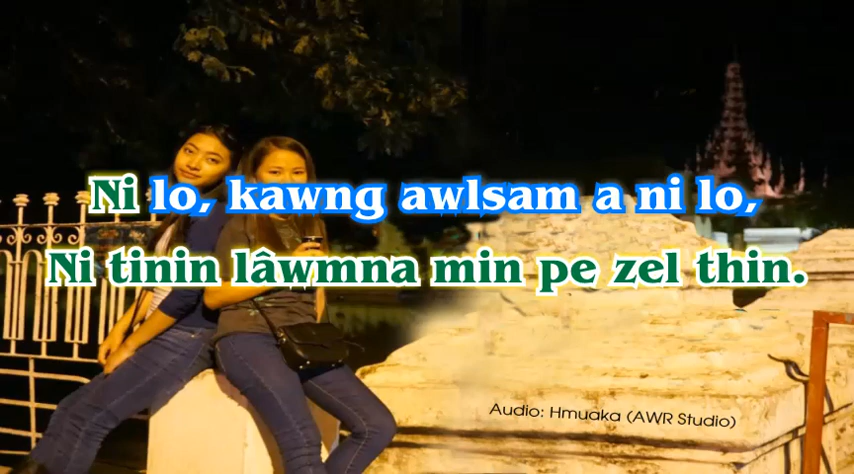 Ni lo, kawng awlsam a ni lo,
Ni tinin lâwmna min pe zel thin.
Audio: Hmuaka (AWR Studio)